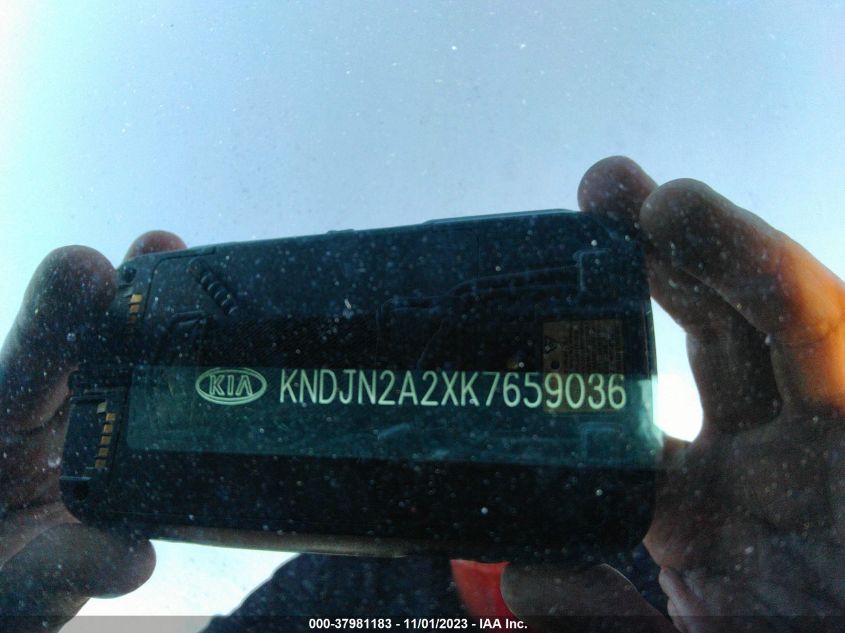 KIA KNDJN2A2XK7659036
000-37981183 - 11/01/2023 - IAA Inc.